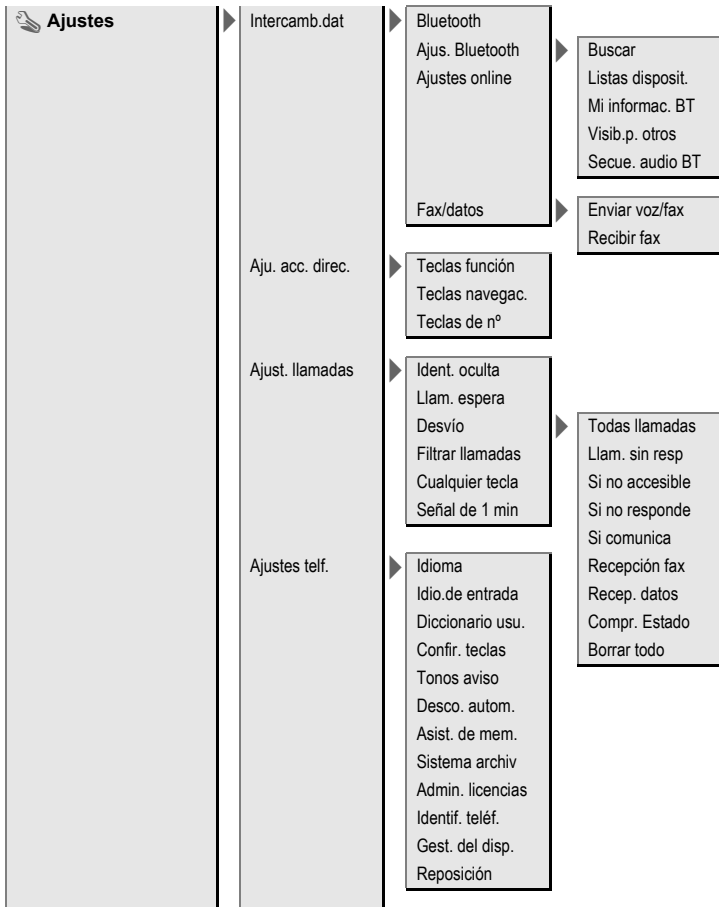 Ajustes
Intercamb.dat
Bluetooth
Ajus. Bluetooth
Buscar
Listas disposit.
Mi informac. BT
Visib.p. otros
Secue. audio BT
Ajustes online
Fax/datos
Enviar voz/fax
Recibir fax
Aju. acc. direc.
Teclas función
Teclas navegac.
Teclas de nº
Ajust. llamadas
Ident. oculta
Llam. espera
Desvío
Todas llamadas
Llam. sin resp
Si no accesible
Si no responde
Si comunica
Recepción fax
Recep. datos
Compr. Estado
Borrar todo
Filtrar llamadas
Cualquier tecla
Señal de 1 min
Ajustes telf.
Idioma
Idio.de entrada
Diccionario usu.
Confir. teclas
Tonos aviso
Desco. autom.
Asist. de mem.
Sistema archiv
Admin. licencias
Identif. teléf.
Gest. del disp.
Reposición